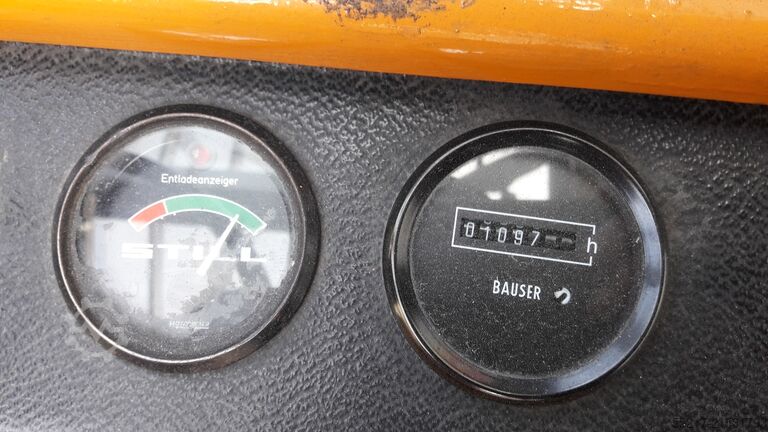 Entladeanzeiger
STILL
01097
h
BAUSER